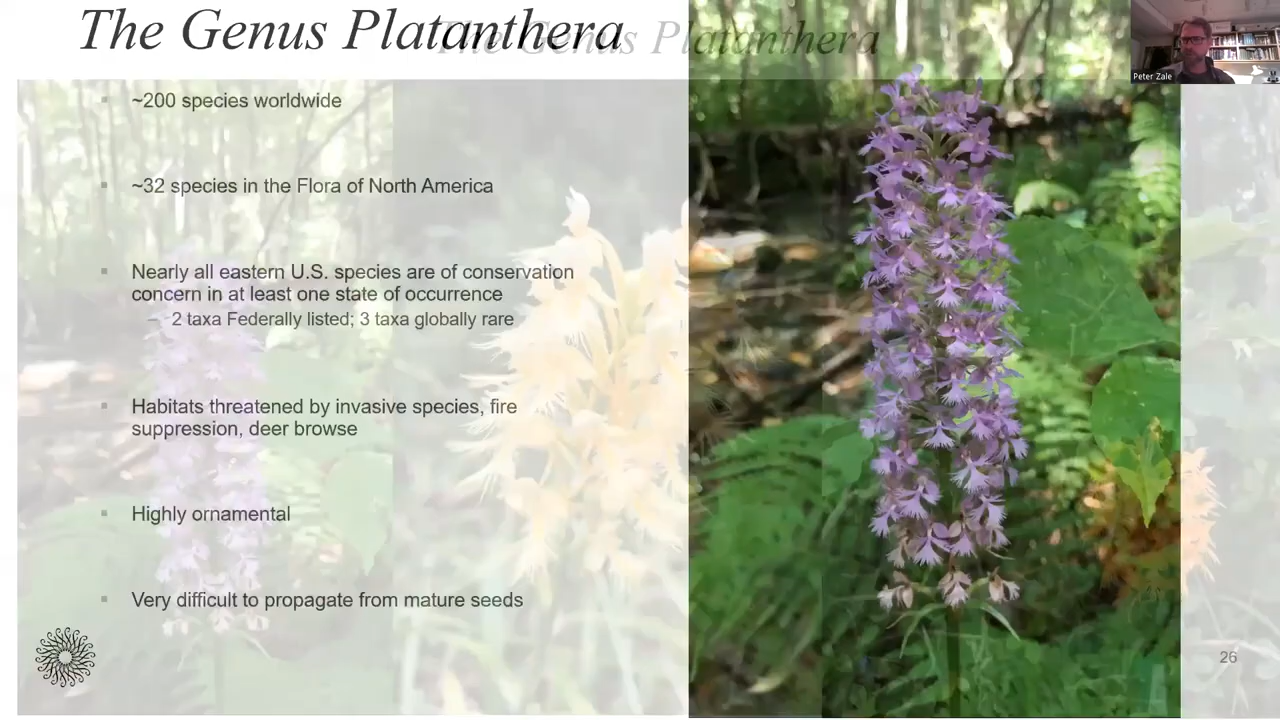 The Genus Platanthera
The Genus Platanthera
Peter Zale
~200 species worldwide
~32 species in the Flora of North America
Nearly all eastern U.S. species are of conservation
concern in at least one state of occurrence
2 taxa Federally listed; 3 taxa globally rare
Habitats threatened by invasive species, fire
suppression, deer browse
Highly ornamental
Very difficult to propagate from mature seeds
26